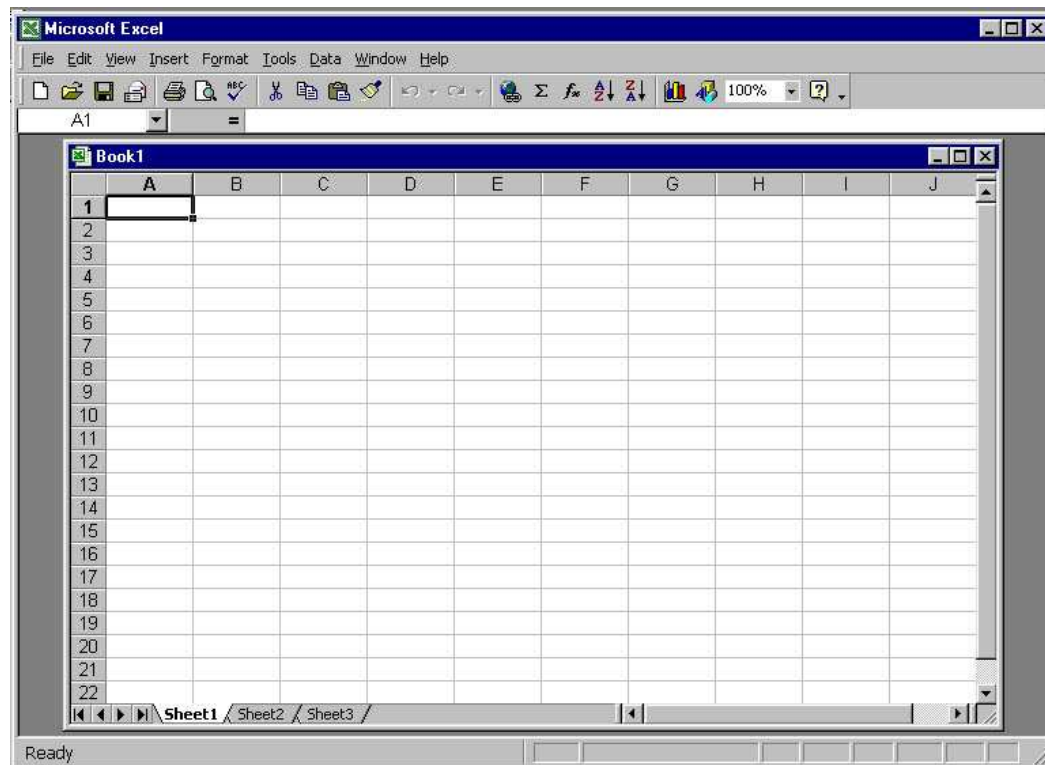 Microsoft Excel
File Edit View Insert Format Tools Data Window Help
ABC Σ fx A Z Z A 100% ?
A1 =
Book1
A B C D E F G H I J
1
2
3
4
5
6
7
8
9
10
11
12
13
14
15
16
17
18
19
20
21
22
Sheet1 Sheet2 Sheet3
Ready